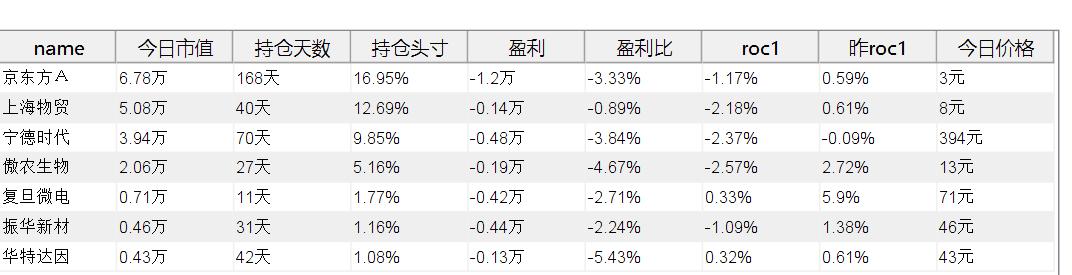 name 今日市值 持仓天数 持仓头寸 盈利 盈利比 roc1 昨roc1 今日价格
京东方Ａ 6.78万 168天 16.95% -1.2万 -3.33% -1.17% 0.59% 3元
上海物贸 5.08万 40天 12.69% -0.14万 -0.89% -2.18% 0.61% 8元
宁德时代 3.94万 70天 9.85% -0.48万 -3.84% -2.37% -0.09% 394元
傲农生物 2.06万 27天 5.16% -0.19万 -4.67% -2.57% 2.72% 13元
复旦微电 0.71万 11天 1.77% -0.42万 -2.71% 0.33% 5.9% 71元
振华新材 0.46万 31天 1.16% -0.44万 -2.24% -1.09% 1.38% 46元
华特达因 0.43万 42天 1.08% -0.13万 -5.43% 0.32% 0.61% 43元